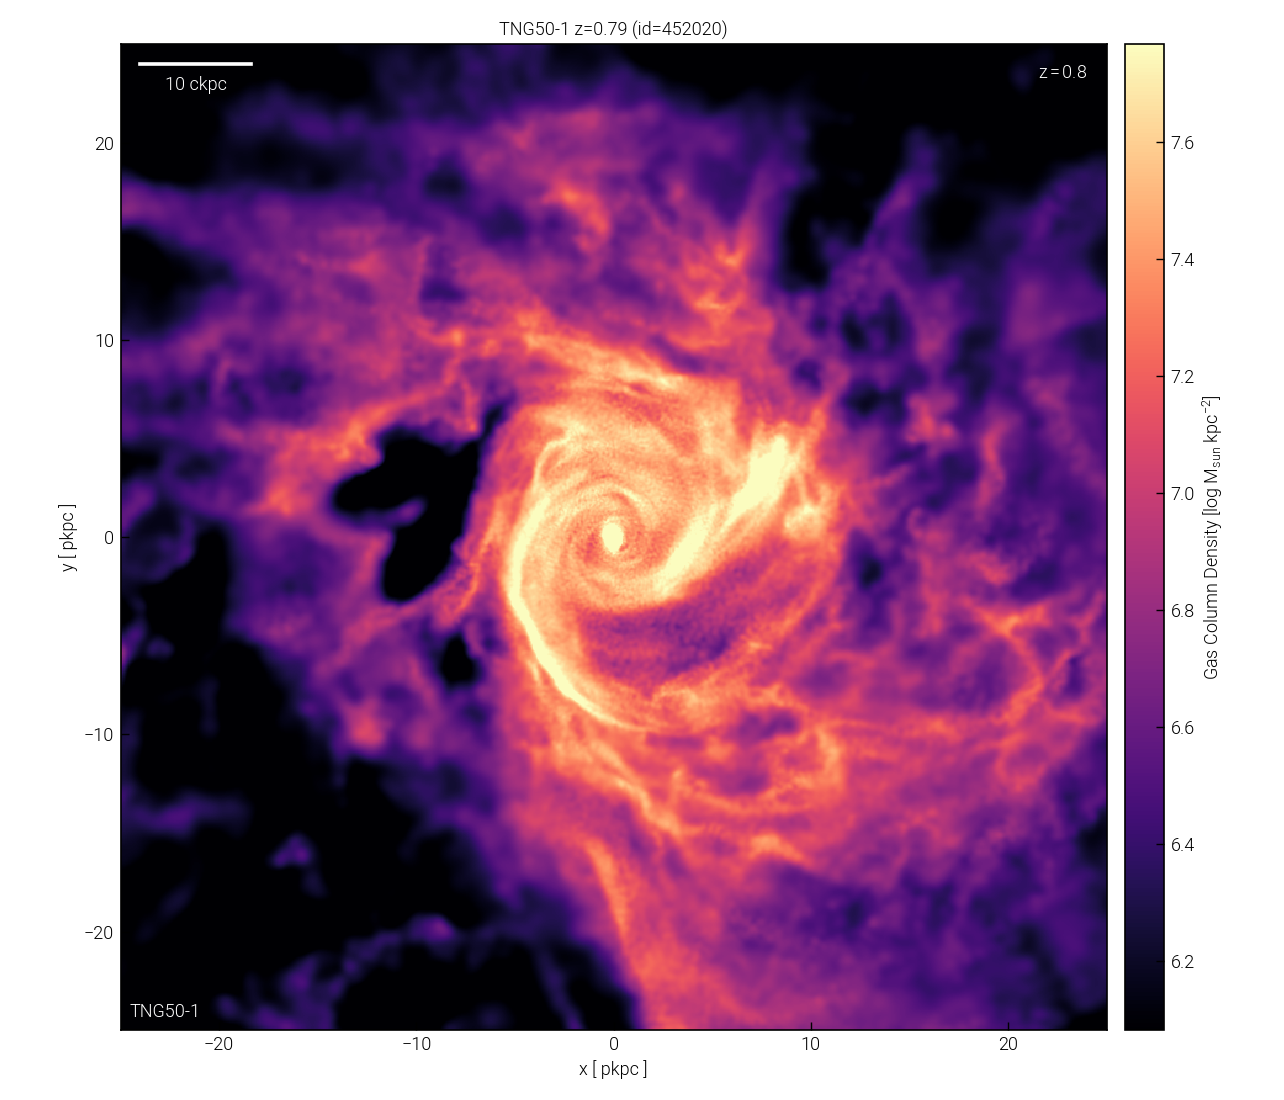 TNG50-1 z=0.79 (id=452020)
10 ckpc
z=0.8
20
10
0
−10
−20
y [ pkpc ]
TNG50-1
−20
−10
0
10
20
x [ pkpc ]
7.6
7.4
7.2
7.0
6.8
6.6
6.4
6.2
Gas Column Density [log M_sun kpc⁻²]